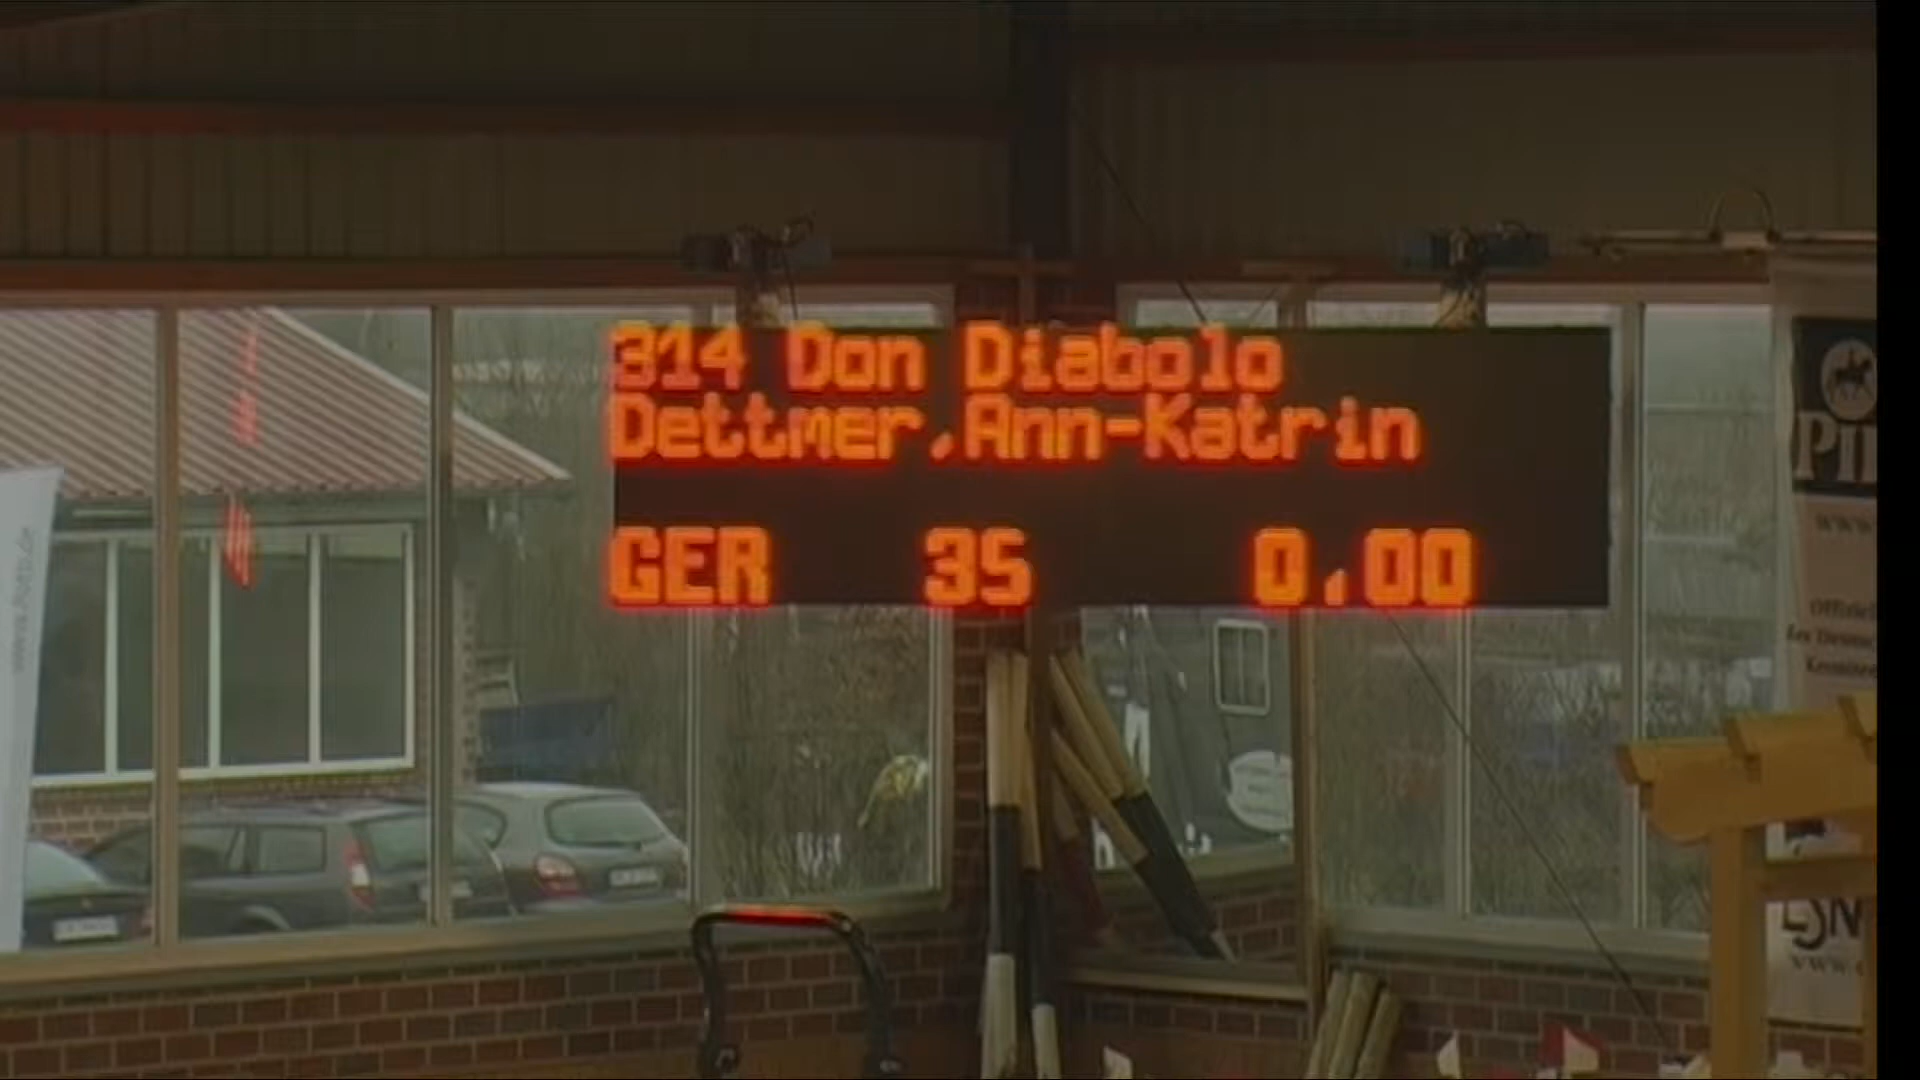 314 Don Diabolo
Dettmer,Ann-Katrin
GER 35 0.00